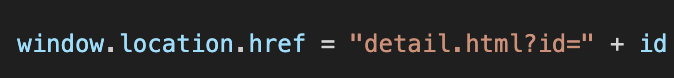 window.location.href = "detail.html?id=" + id